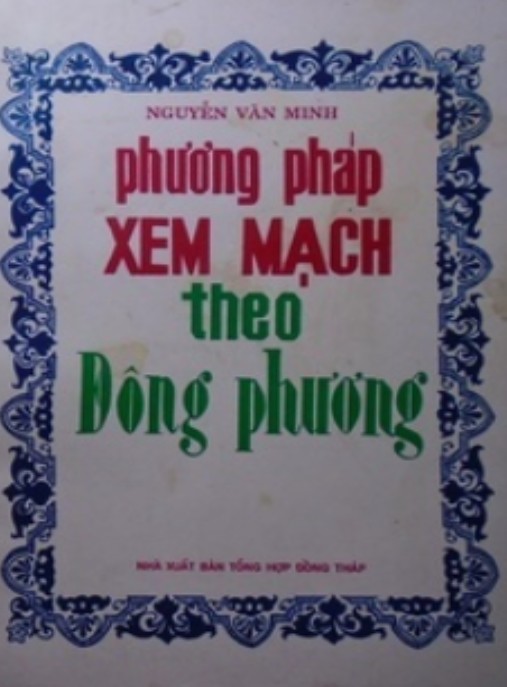 NGUYỄN VĂN MINH
phương pháp
XEM MẠCH
theo
Đông phương
NHÀ XUẤT BẢN TỔNG HỢP ĐỒNG THÁP